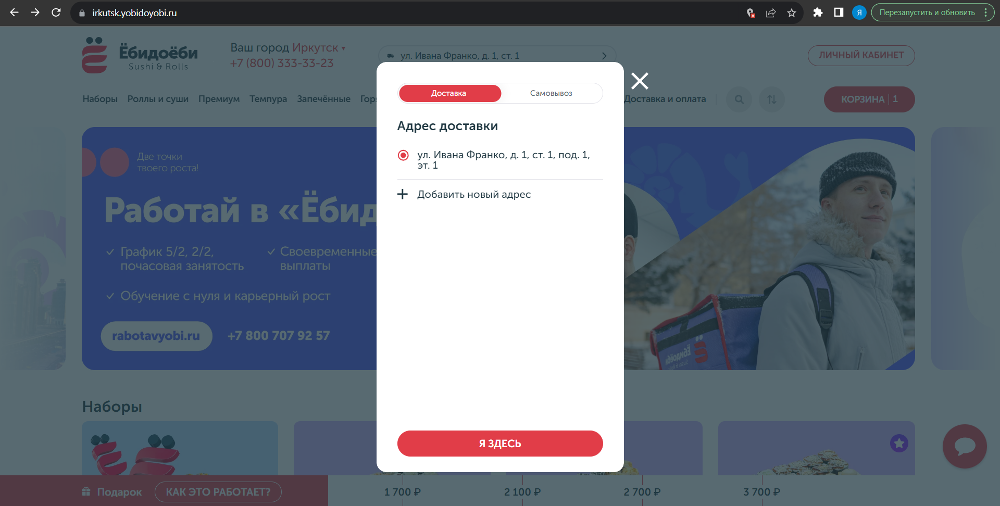 irkutsk.yobidoyobi.ru
Я
Перезапустить и обновить
Ёбидоёби
Sushi & Rolls
Ваш город Иркутск
+7 (800) 333-33-23
ул. Ивана Франко, д. 1, ст. 1
ЛИЧНЫЙ КАБИНЕТ
Наборы
Роллы и суши
Премиум
Темпура
Запечённые
Доставка и оплата
КОРЗИНА | 1
Доставка
Самовывоз
Адрес доставки
ул. Ивана Франко, д. 1, ст. 1, под. 1,
эт. 1
Добавить новый адрес
Я ЗДЕСЬ
Две точки
твоего роста!
Работай в «Ёбид
График 5/2, 2/2,
почасовая занятость
Своевременные
выплаты
Обучение с нуля и карьерный рост
rabotavyobi.ru
+7 800 707 92 57
Ёбидоёби
Наборы
Подарок
КАК ЭТО РАБОТАЕТ?
1 700 ₽
2 100 ₽
2 700 ₽
3 700 ₽